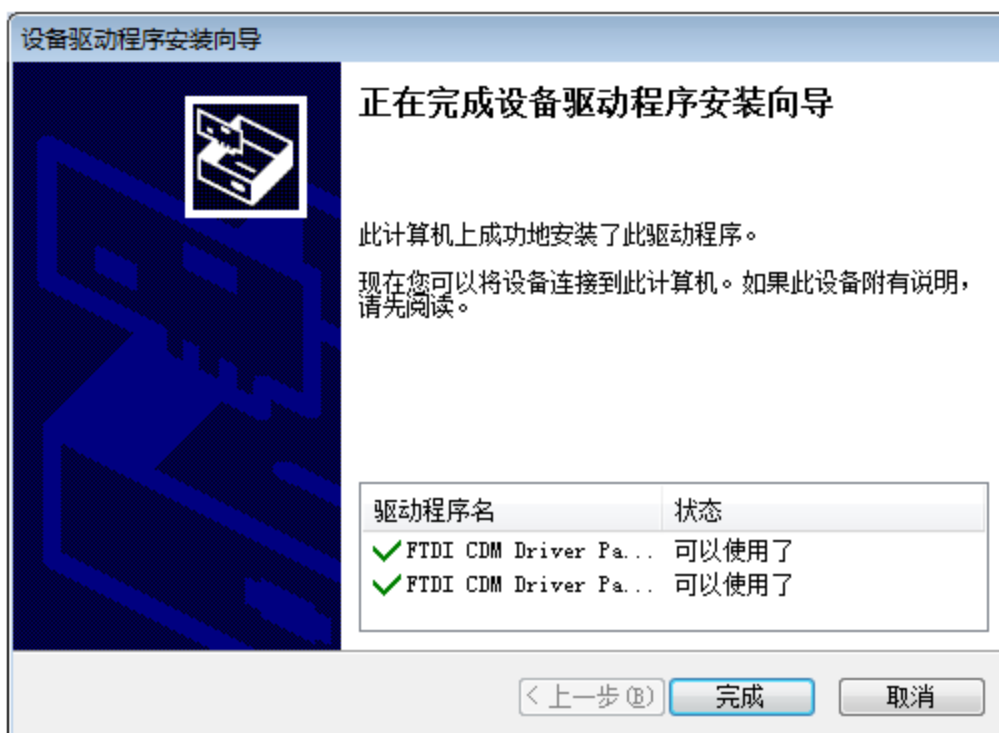 设备驱动程序安装向导
正在完成设备驱动程序安装向导
此计算机上成功地安装了此驱动程序。
现在您可以将设备连接到此计算机。如果此设备附有说明，
请先阅读。
驱动程序名 状态
FTDI CDM Driver Pa... 可以使用了
FTDI CDM Driver Pa... 可以使用了
< 上一步(B) 完成 取消